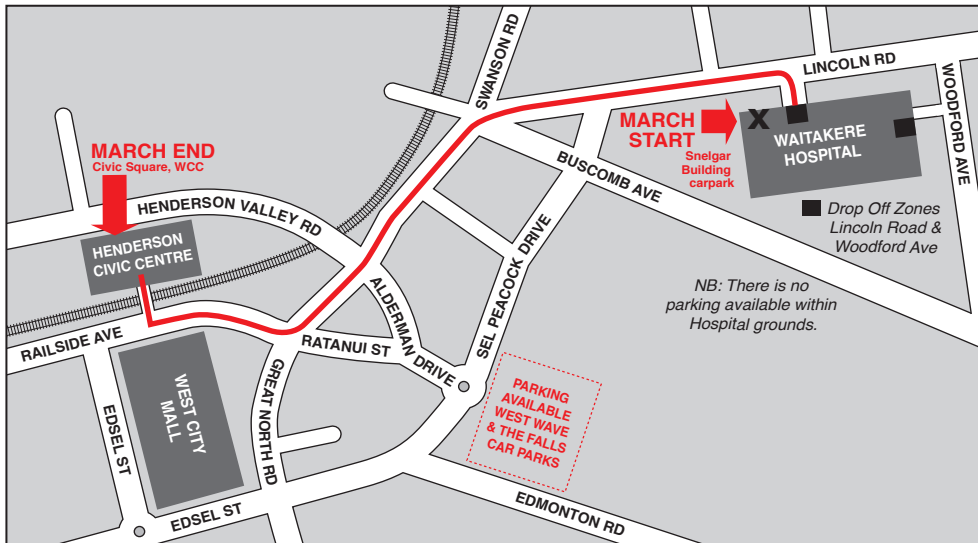 SWANSON RD
LINCOLN RD
WOODFORD AVE
MARCH
START
Snelgar
Building
carpark
X
WAITAKERE
HOSPITAL
MARCH END
Civic Square, WCC
HENDERSON VALLEY RD
BUSCOMB AVE
Drop Off Zones
Lincoln Road &
Woodford Ave
HENDERSON
CIVIC CENTRE
NB: There is no
parking available within
Hospital grounds.
ALDERMAN DRIVE
SEL PEACOCK DRIVE
RAILSIDE AVE
RATANUI ST
GREAT NORTH RD
WEST CITY
MALL
PARKING
AVAILABLE
WEST WAVE
& THE FALLS
CAR PARKS
EDSEL ST
EDSEL ST
EDMONTON RD